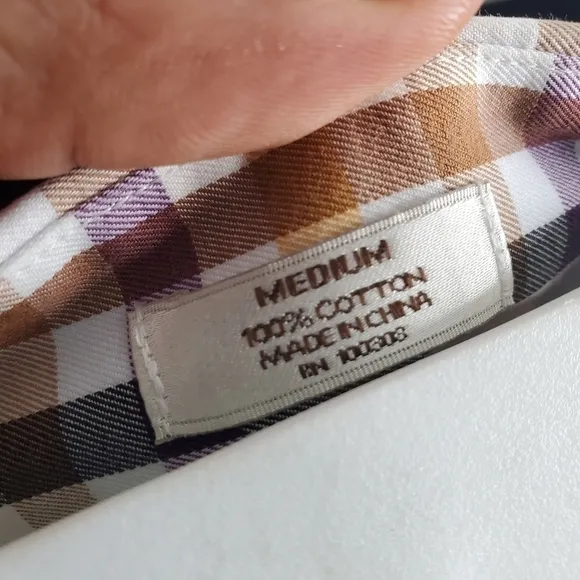 MEDIUM
100% COTTON
MADE IN CHINA
RN 100303